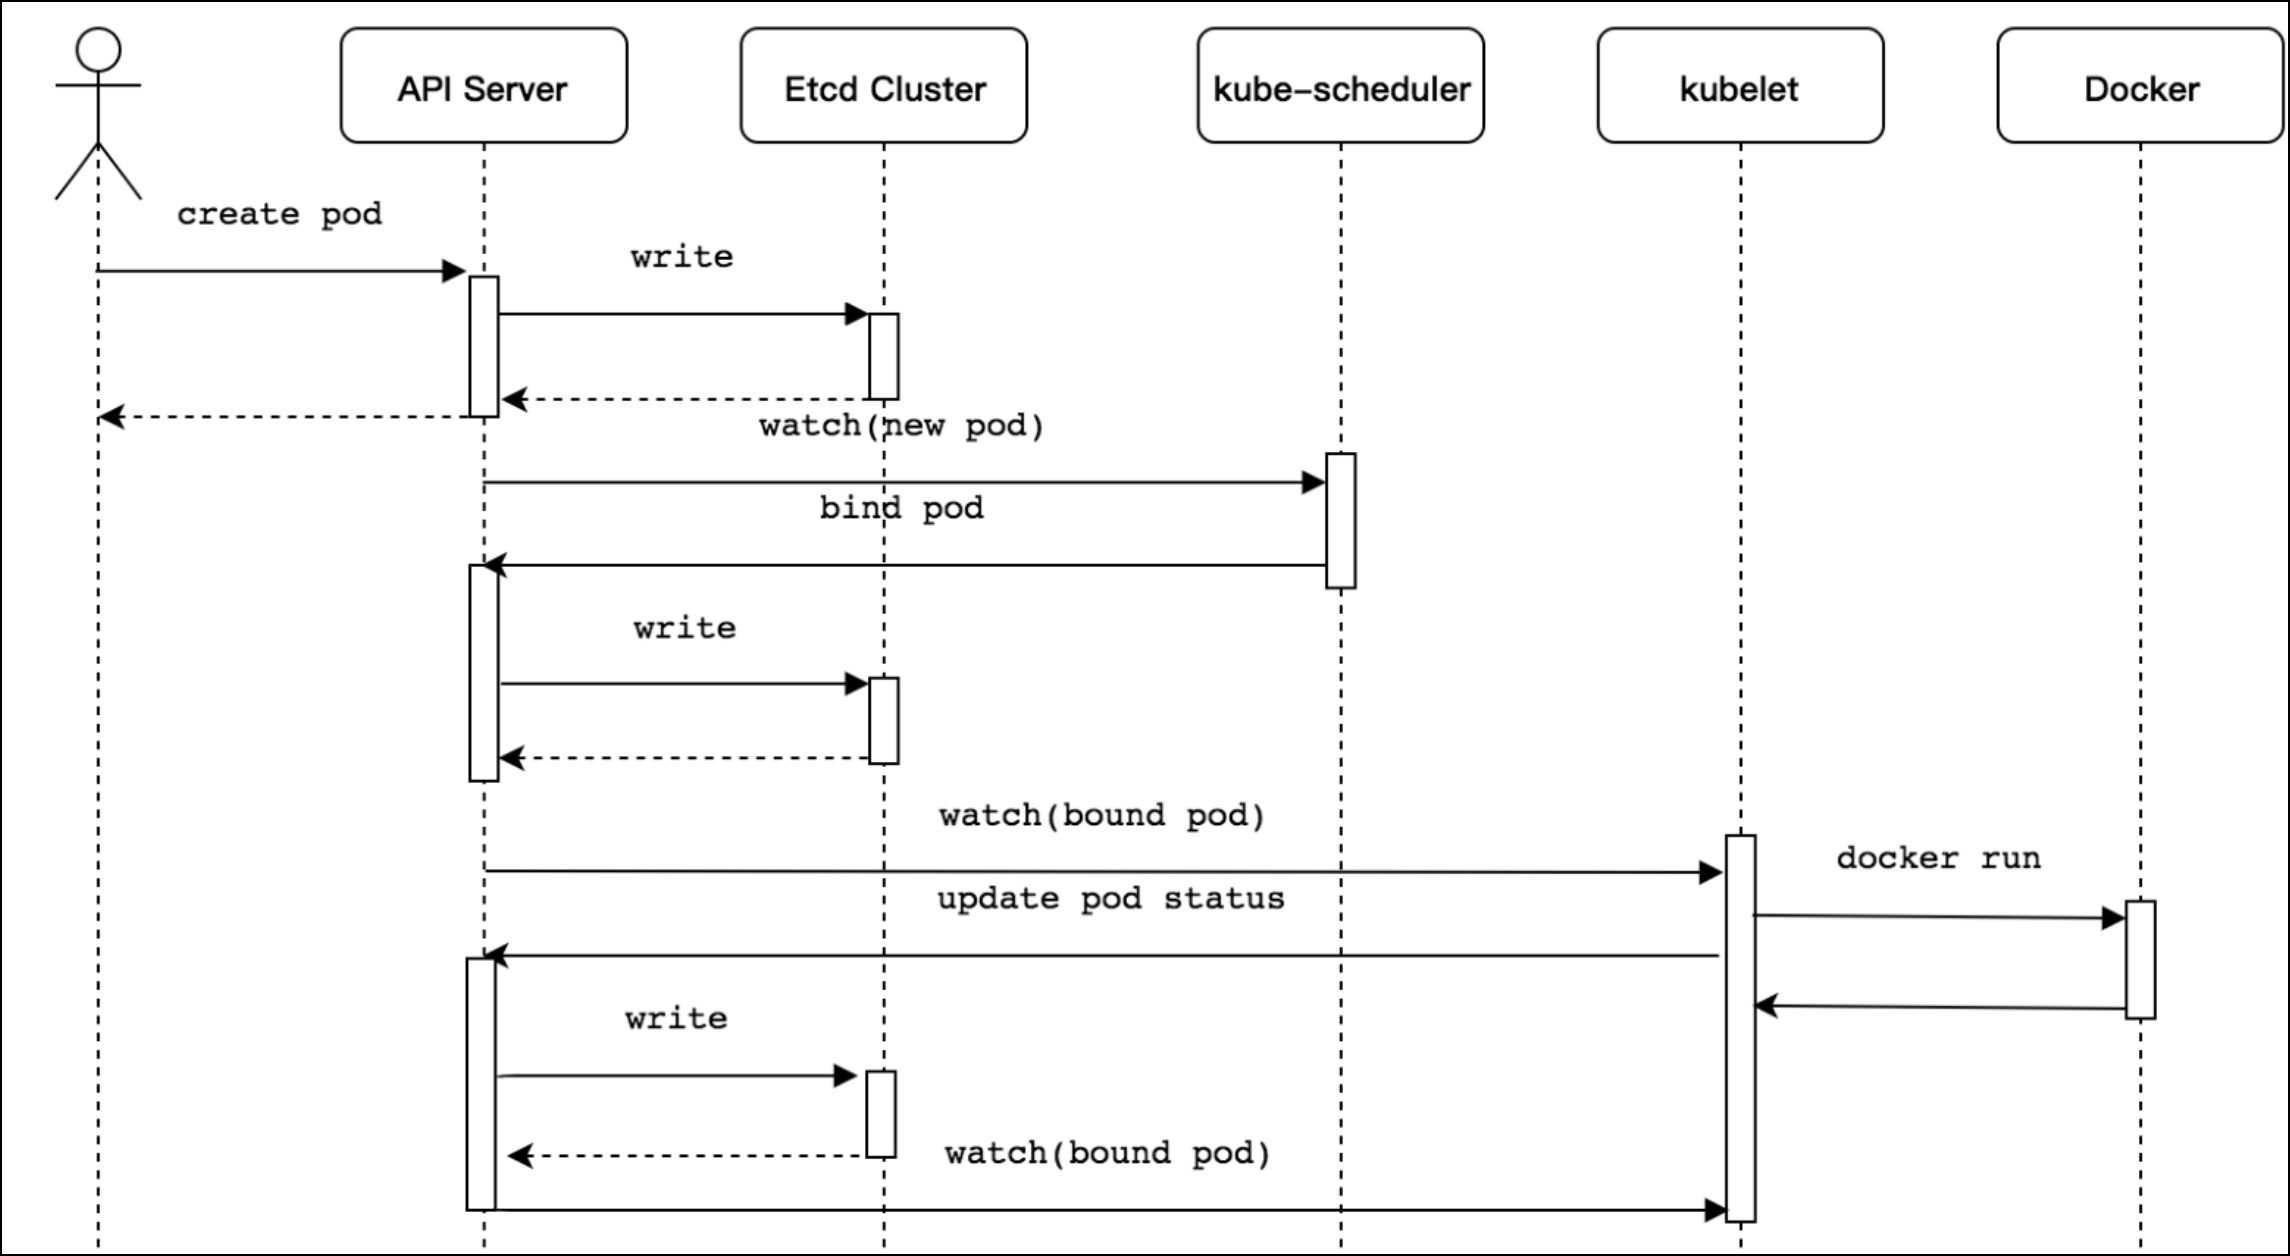 API Server
Etcd Cluster
kube-scheduler
kubelet
Docker
create pod
write
watch(new pod)
bind pod
write
watch(bound pod)
docker run
update pod status
write
watch(bound pod)